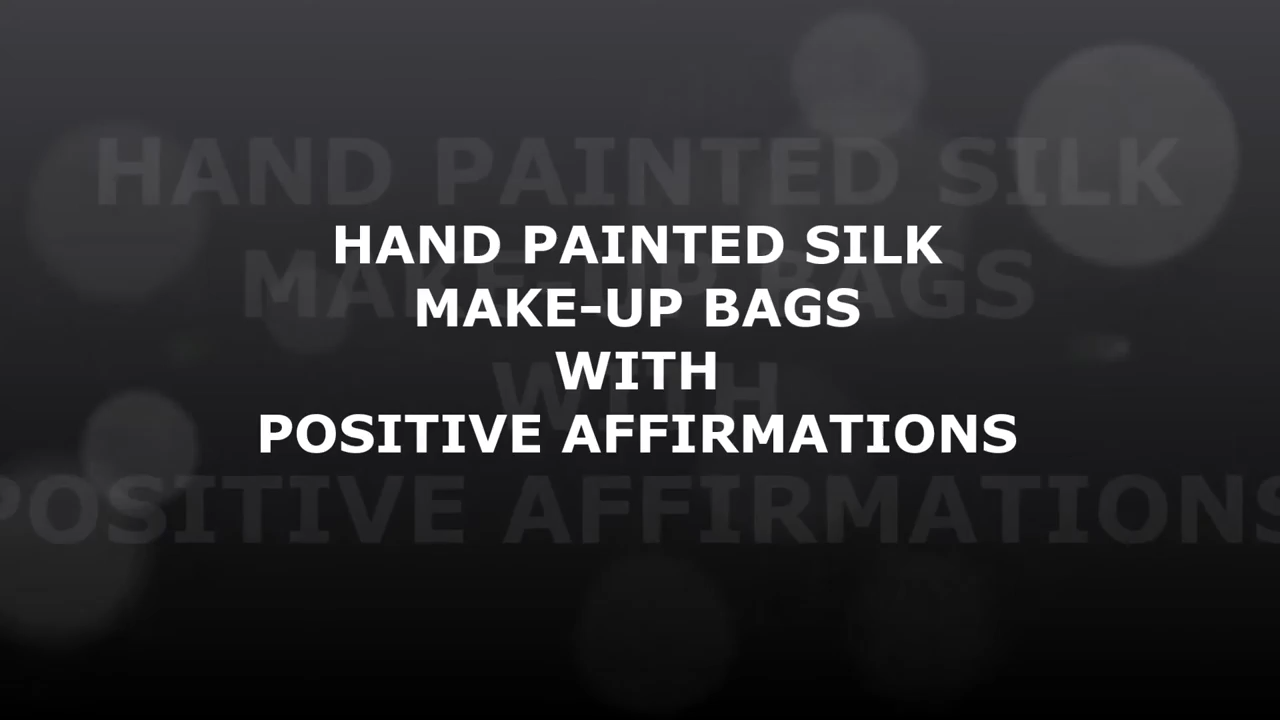 HAND PAINTED SILK
MAKE-UP BAGS
WITH
POSITIVE AFFIRMATIONS